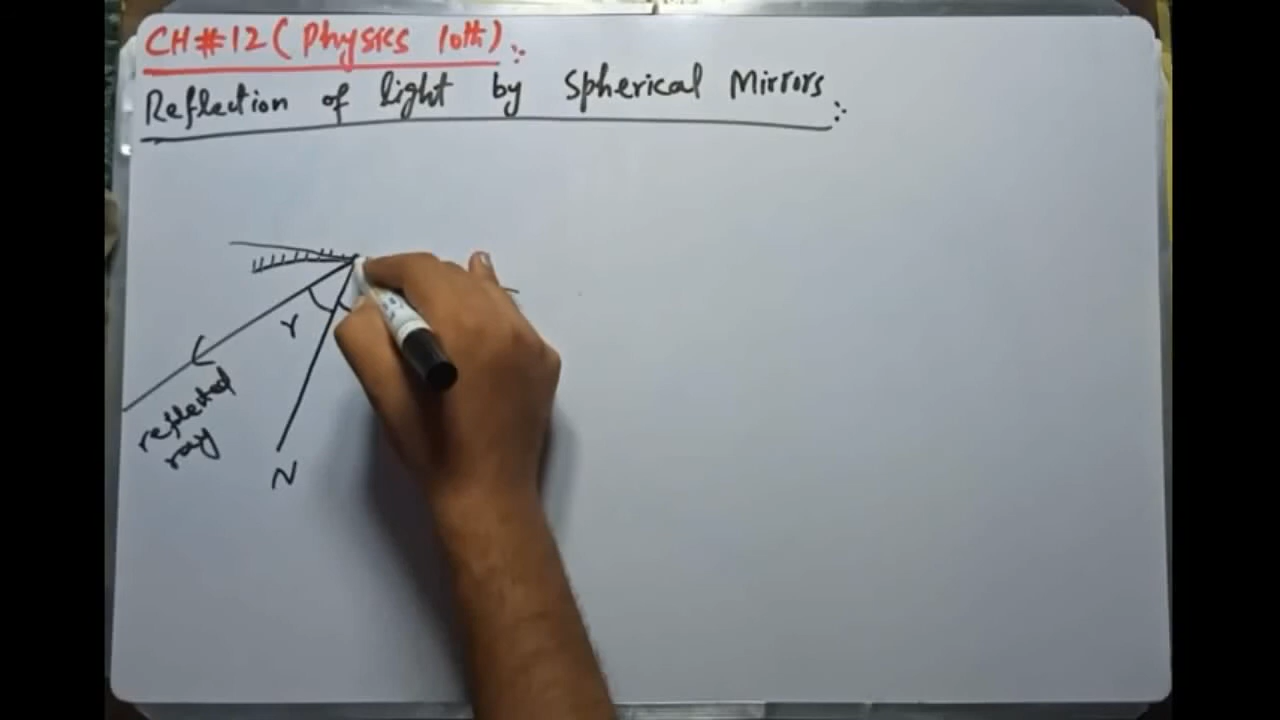 CH#12 (Physics 10th):
Reflection of light by Spherical Mirrors:
r
reflected
ray
N